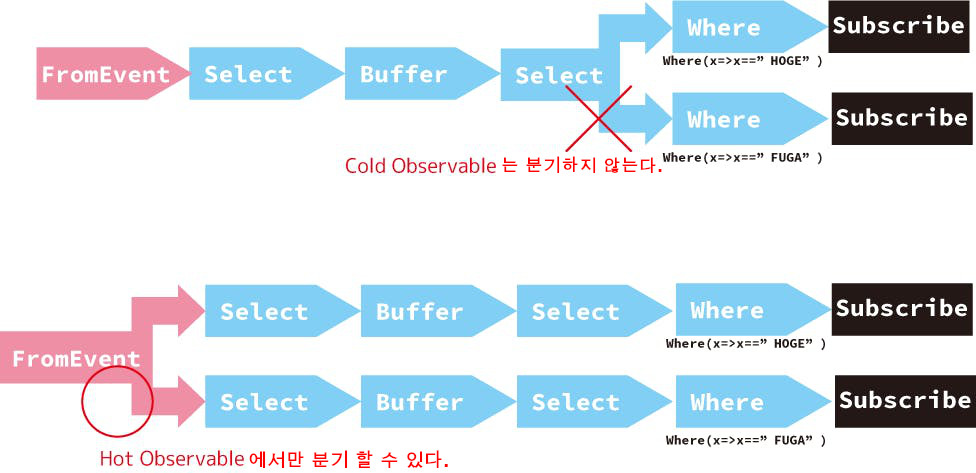 FromEvent Select Buffer Select Where Subscribe
Where(x=>x==” HOGE” )
Where Subscribe
Where(x=>x==” FUGA” )
Cold Observable 는 분기하지 않는다.
Select Buffer Select Where Subscribe
Where(x=>x==” HOGE” )
FromEvent
Select Buffer Select Where Subscribe
Where(x=>x==” FUGA” )
Hot Observable 에서만 분기 할 수 있다.